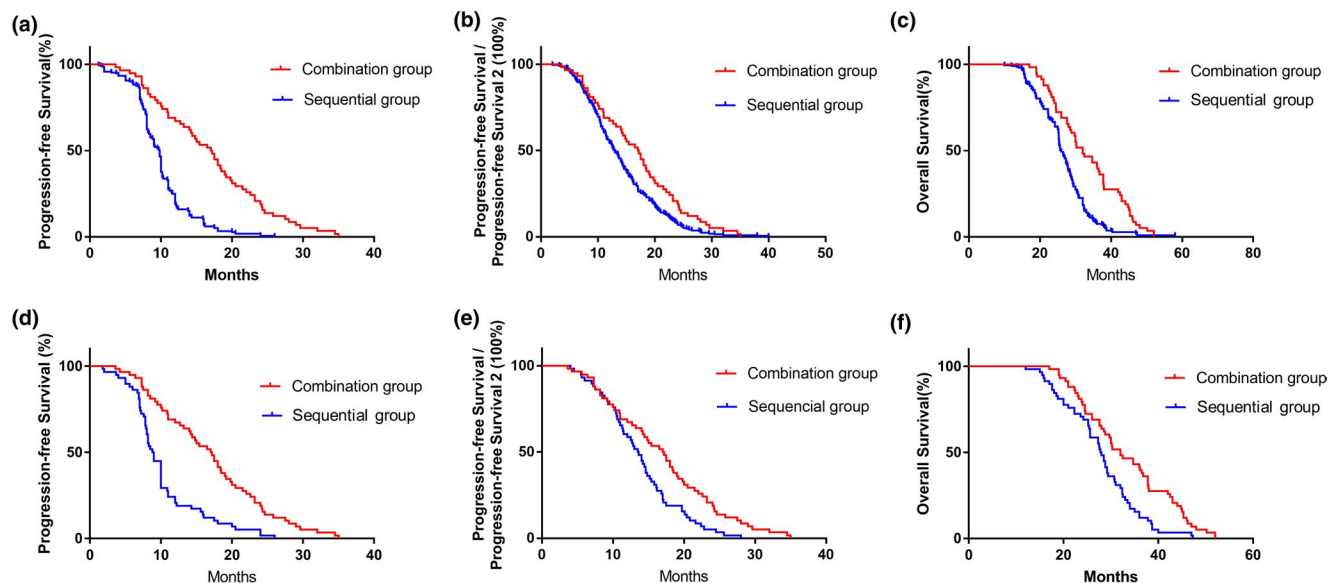 (a)
Progression-free Survival(%)
100
50
0
0 10 20 30 40
Months
Combination group
Sequential group
(b)
Progression-free Survival /
Progression-free Survival 2 (100%)
100
50
0
0 10 20 30 40 50
Months
Combination group
Sequential group
(c)
Overall Survival(%)
100
50
0
0 20 40 60 80
Months
Combination group
Sequential group
(d)
Progression-free Survival (%)
100
50
0
0 10 20 30 40
Months
Combination group
Sequential group
(e)
Progression-free Survival /
Progression-free Survival 2 (100%)
100
50
0
0 10 20 30 40
Months
Combination group
Sequencial group
(f)
Overall Survival(%)
100
50
0
0 20 40 60
Months
Combination group
Sequential group